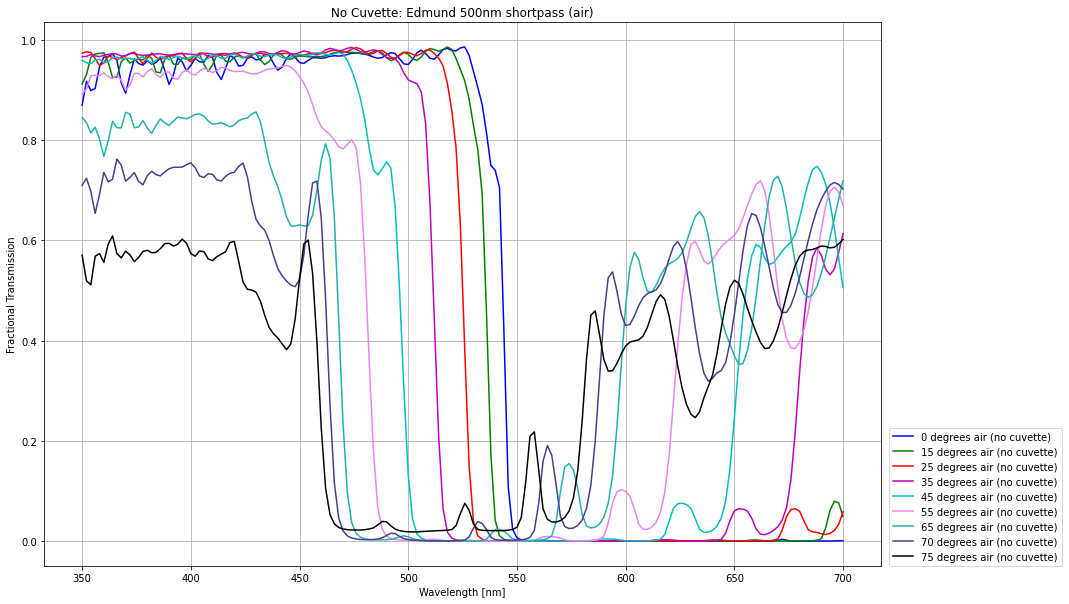 No Cuvette: Edmund 500nm shortpass (air)
Fractional Transmission
1.0
0.8
0.6
0.4
0.2
0.0
350
400
450
500
550
600
650
700
Wavelength [nm]
0 degrees air (no cuvette)
15 degrees air (no cuvette)
25 degrees air (no cuvette)
35 degrees air (no cuvette)
45 degrees air (no cuvette)
55 degrees air (no cuvette)
65 degrees air (no cuvette)
70 degrees air (no cuvette)
75 degrees air (no cuvette)